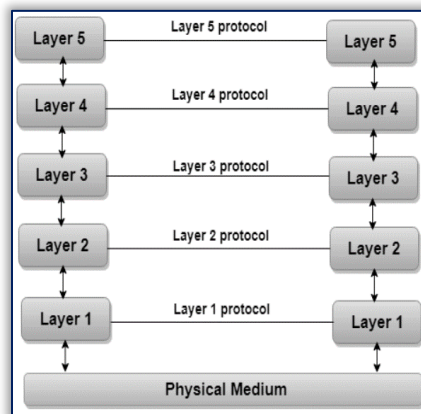 Layer 5 protocol
Layer 5
Layer 5
Layer 4 protocol
Layer 4
Layer 4
Layer 3 protocol
Layer 3
Layer 3
Layer 2 protocol
Layer 2
Layer 2
Layer 1 protocol
Layer 1
Layer 1
Physical Medium